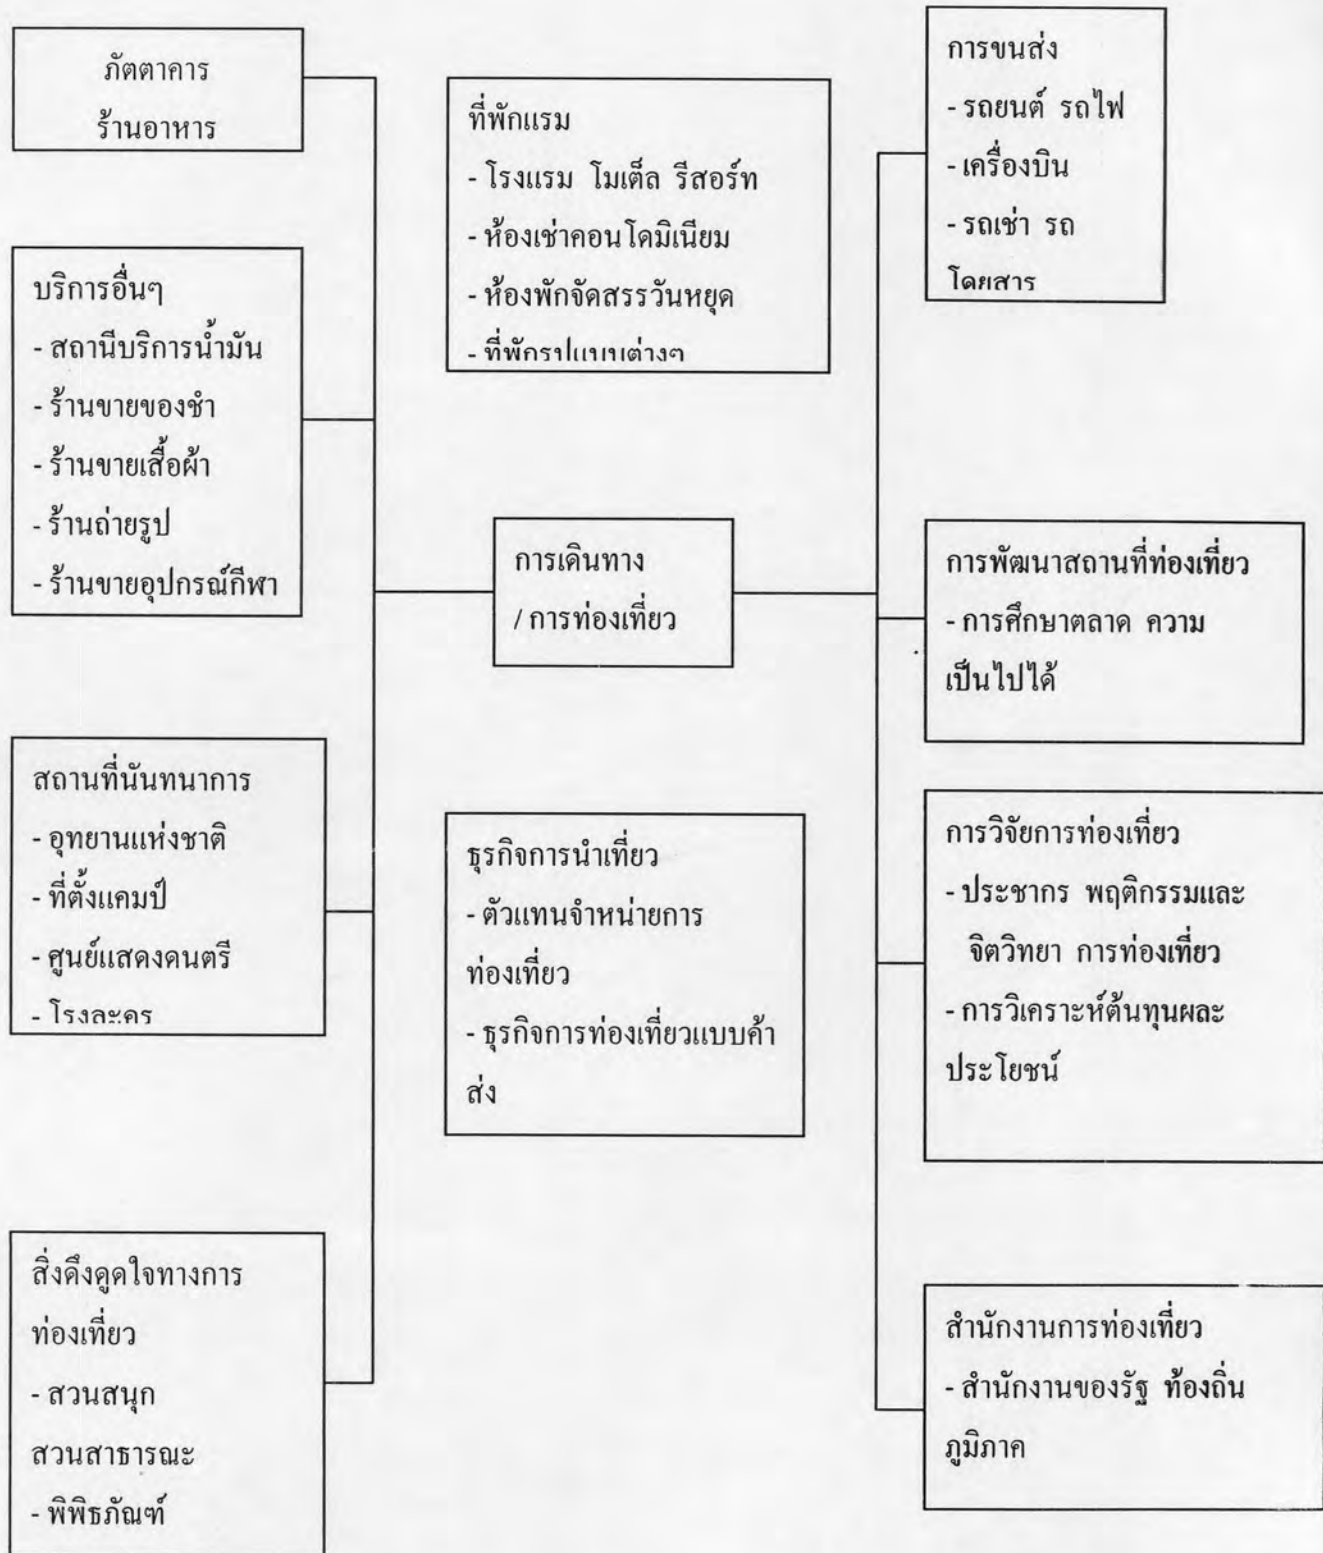 ภัตตาคาร
ร้านอาหาร
บริการอื่นๆ
- สถานีบริการน้ำมัน
- ร้านขายของชำ
- ร้านขายเสื้อผ้า
- ร้านถ่ายรูป
- ร้านขายอุปกรณ์กีฬา
สถานที่นันทนาการ
- อุทยานแห่งชาติ
- ที่ตั้งแคมป์
- ศูนย์แสดงดนตรี
- โรงละคร
สิ่งดึงดูดใจทางการ
ท่องเที่ยว
- สวนสนุก
สวนสาธารณะ
- พิพิธภัณฑ์
ที่พักแรม
- โรงแรม โมเต็ล รีสอร์ท
- ห้องเช่าคอนโดมิเนียม
- ห้องพักจัดสรรวันหยุด
- ที่พักรูปแบบต่างๆ
การเดินทาง
/ การท่องเที่ยว
ธุรกิจการนำเที่ยว
- ตัวแทนจำหน่ายการ
ท่องเที่ยว
- ธุรกิจการท่องเที่ยวแบบค้า
ส่ง
การขนส่ง
- รถยนต์ รถไฟ
- เครื่องบิน
- รถเช่า รถ
โดยสาร
การพัฒนาสถานที่ท่องเที่ยว
- การศึกษาตลาด ความ
เป็นไปได้
การวิจัยการท่องเที่ยว
- ประชากร พฤติกรรมและ
จิตวิทยา การท่องเที่ยว
- การวิเคราะห์ต้นทุนผละ
ประโยชน์
สำนักงานการท่องเที่ยว
- สำนักงานของรัฐ ท้องถิ่น
ภูมิภาค